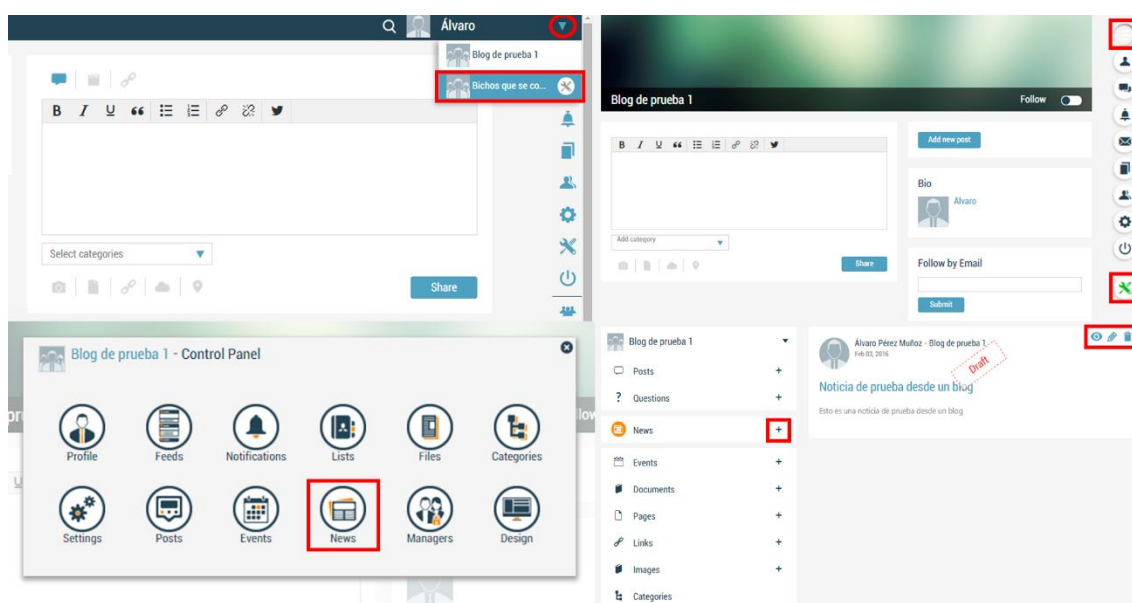 Álvaro
Blog de prueba 1
Bichos que se co...
B I U
Select categories
Share
Blog de prueba 1
Follow
B I U
Add new post
Bio
Álvaro
Add category
Share
Follow by Email
Submit
Blog de prueba 1 - Control Panel
Profile
Feeds
Notifications
Lists
Files
Categories
Settings
Posts
Events
News
Managers
Design
Blog de prueba 1
Posts +
? Questions +
News +
Events +
Documents +
Pages +
Links +
Images +
Categories
Álvaro Pérez Muñoz - Blog de prueba 1
Feb 03, 2016
Draft
Noticia de prueba desde un blog
Esto es una noticia de prueba desde un blog